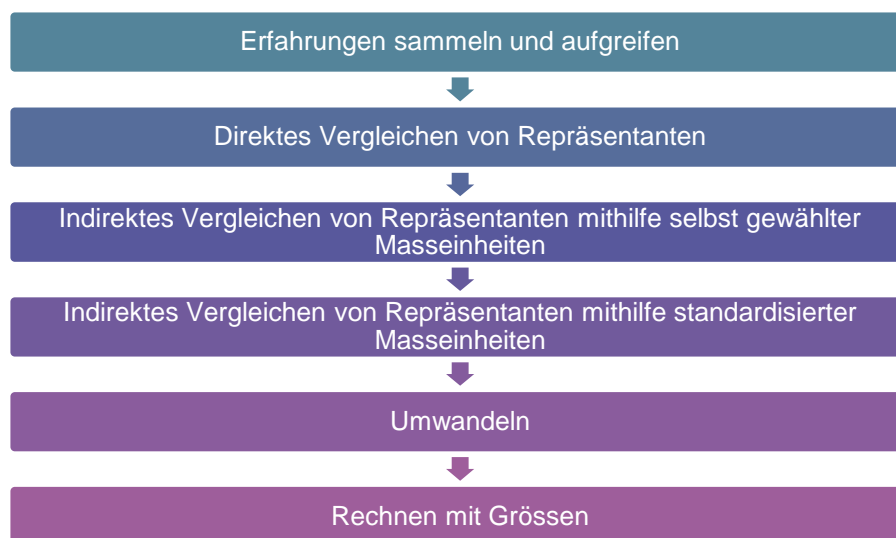 Erfahrungen sammeln und aufgreifen
Direktes Vergleichen von Repräsentanten
Indirektes Vergleichen von Repräsentanten mithilfe selbst gewählter
Masseinheiten
Indirektes Vergleichen von Repräsentanten mithilfe standardisierter
Masseinheiten
Umwandeln
Rechnen mit Grössen